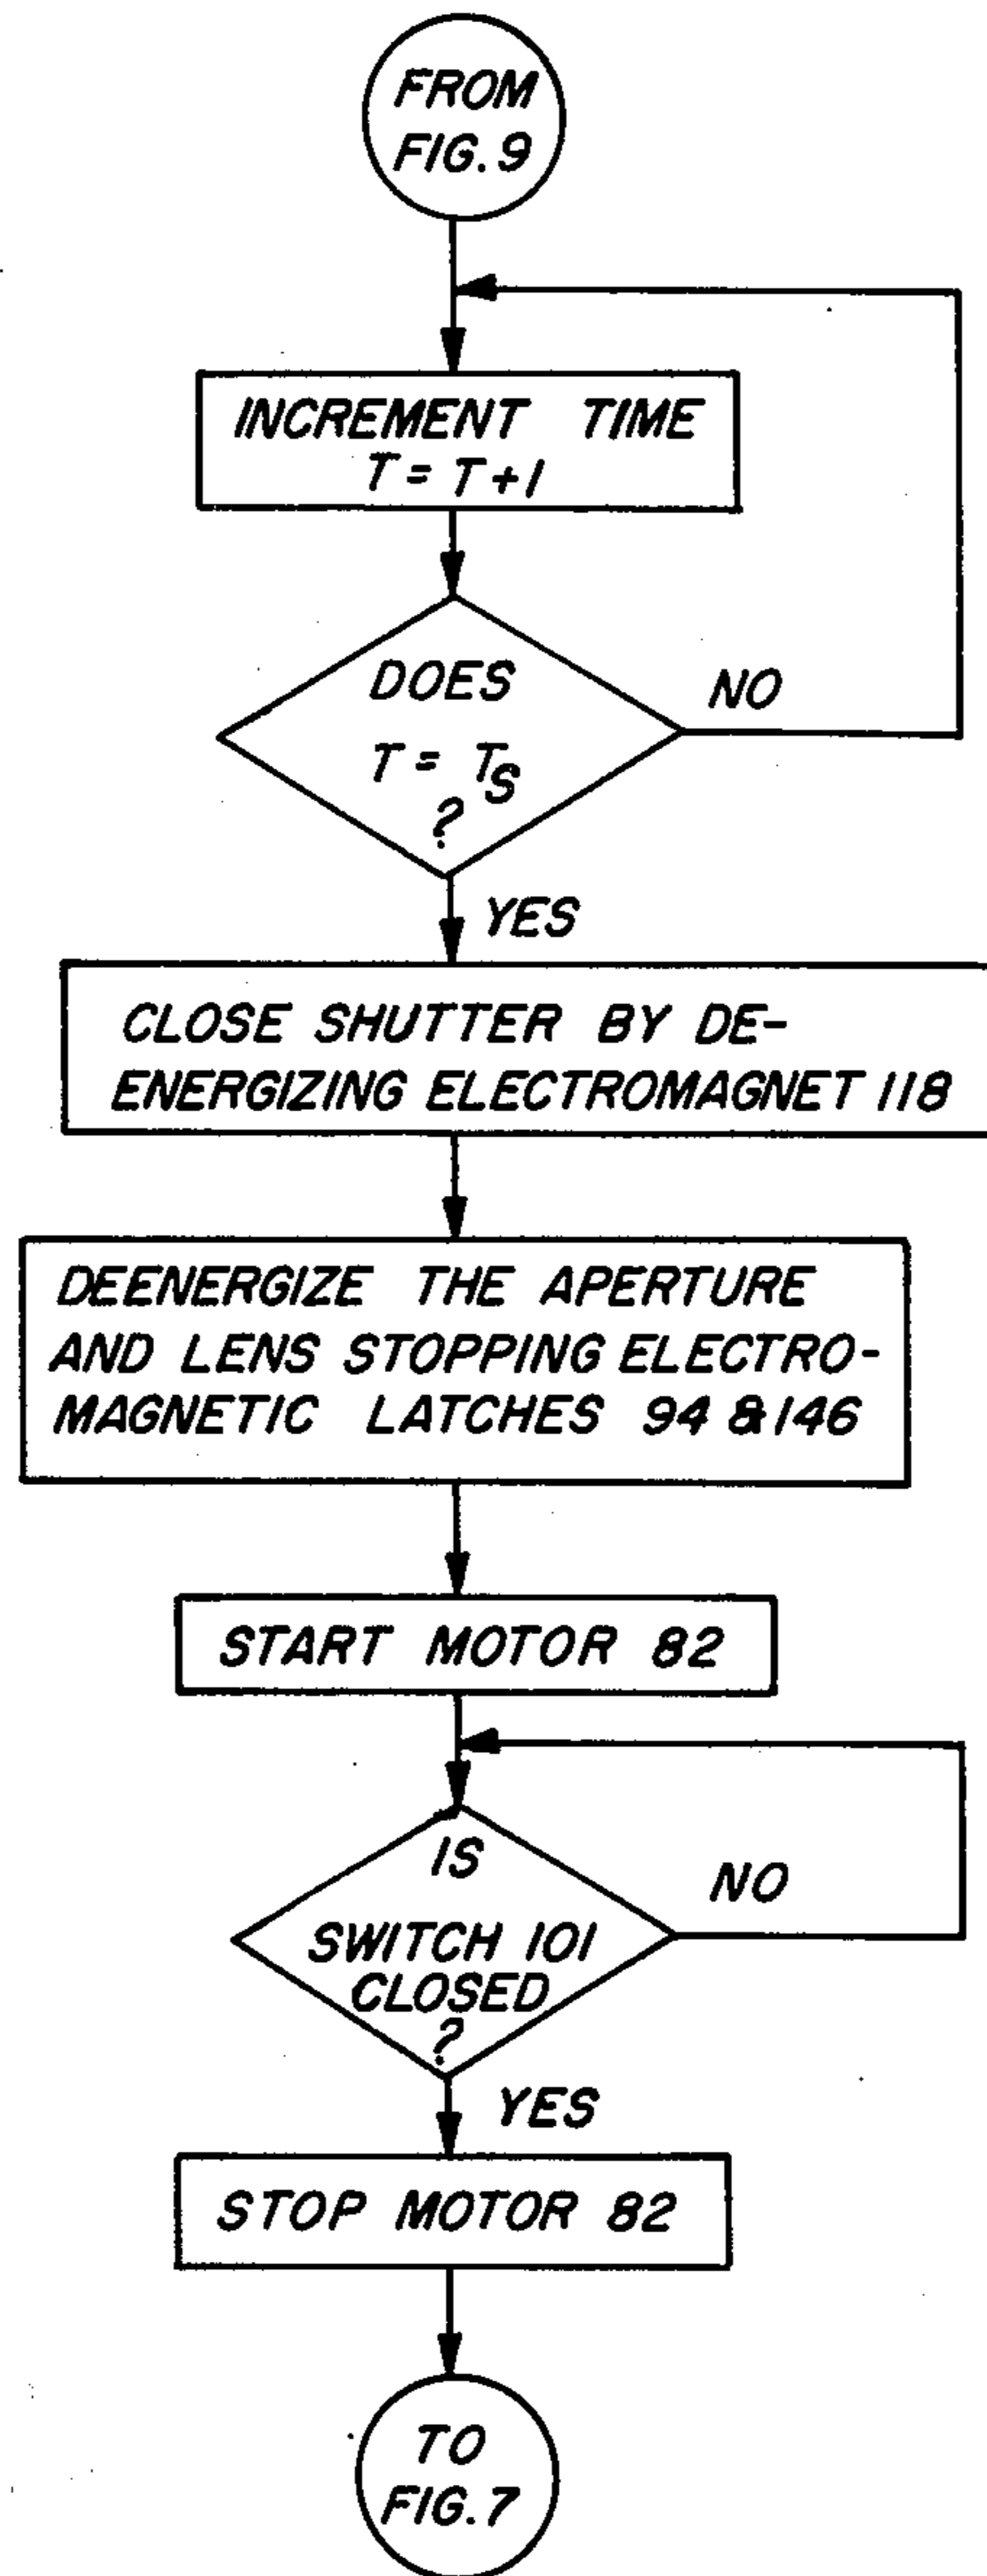 FROM
FIG. 9
INCREMENT TIME
T = T + 1
DOES
T = TS
?
NO
YES
CLOSE SHUTTER BY DE-
ENERGIZING ELECTROMAGNET 118
DEENERGIZE THE APERTURE
AND LENS STOPPING ELECTRO-
MAGNETIC LATCHES 94 & 146
START MOTOR 82
IS
SWITCH 101
CLOSED
?
NO
YES
STOP MOTOR 82
TO
FIG. 7